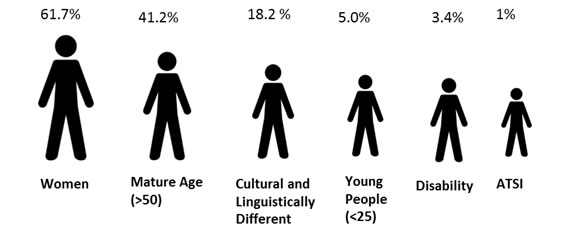 61.7% 41.2% 18.2 % 5.0% 3.4% 1%
Women
Mature Age
(>50)
Cultural and
Linguistically
Different
Young
People
(<25)
Disability
ATSI